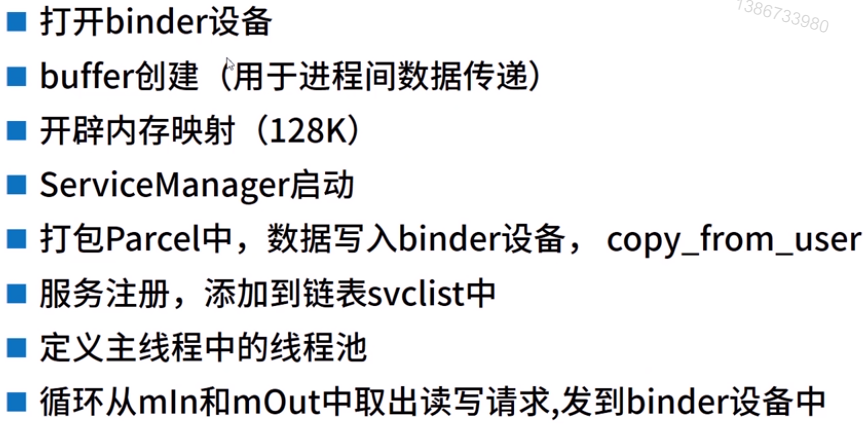 1386733980
打开binder设备
buffer创建（用于进程间数据传递）
开辟内存映射（128K）
ServiceManager启动
打包Parcel中，数据写入binder设备， copy_from_user
服务注册，添加到链表svclist中
定义主线程中的线程池
循环从mIn和mOut中取出读写请求,发到binder设备中